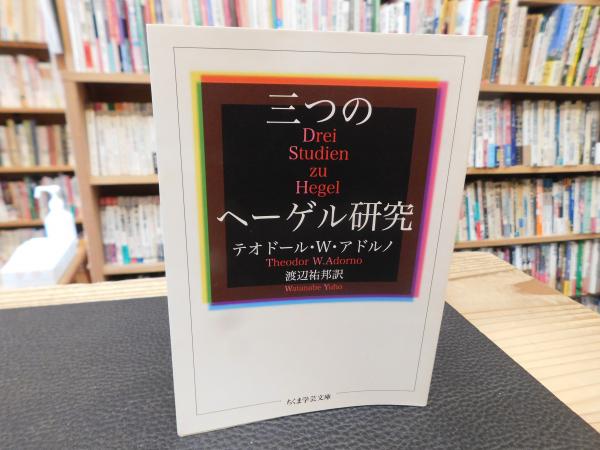 三つの
Drei
Studien
zu
Hegel
ヘーゲル研究
テオドール・W・アドルノ
Theodor W.Adorno
渡辺祐邦訳
Watanabe Yuho
ちくま学芸文庫